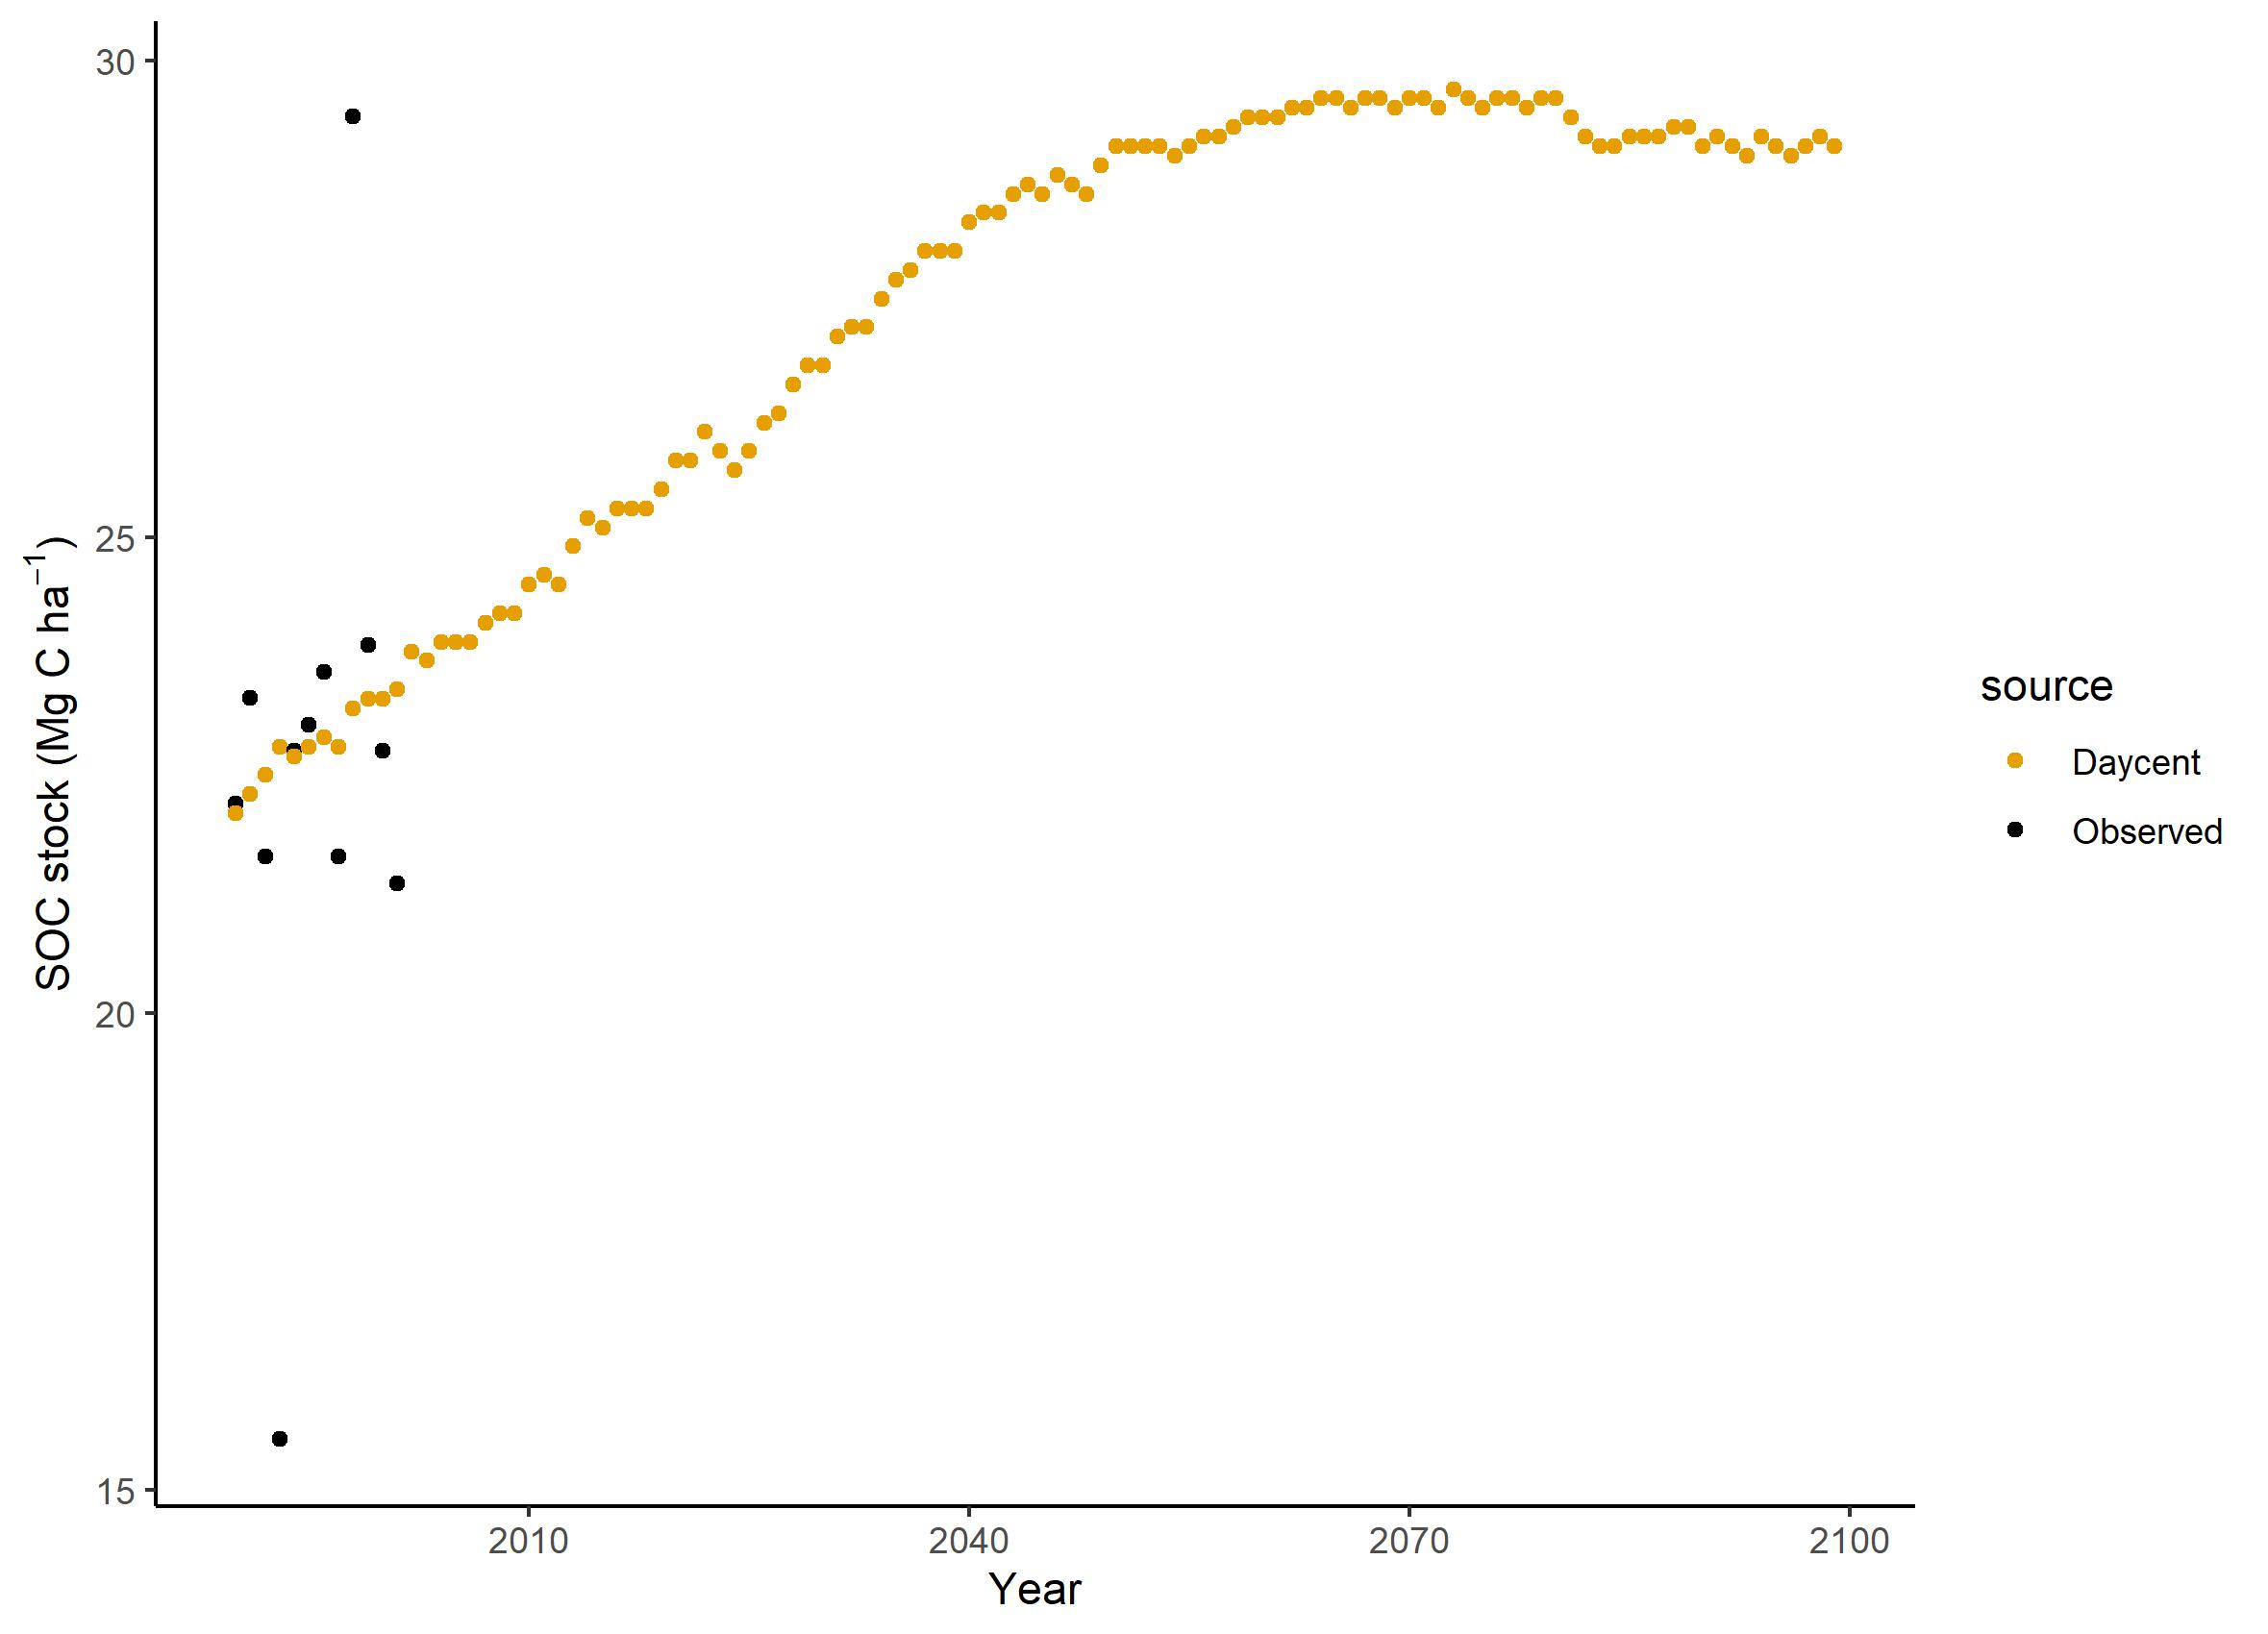 30
25
20
15
SOC stock (Mg C ha⁻¹)
2010 2040 2070 2100
Year
source
Daycent
Observed